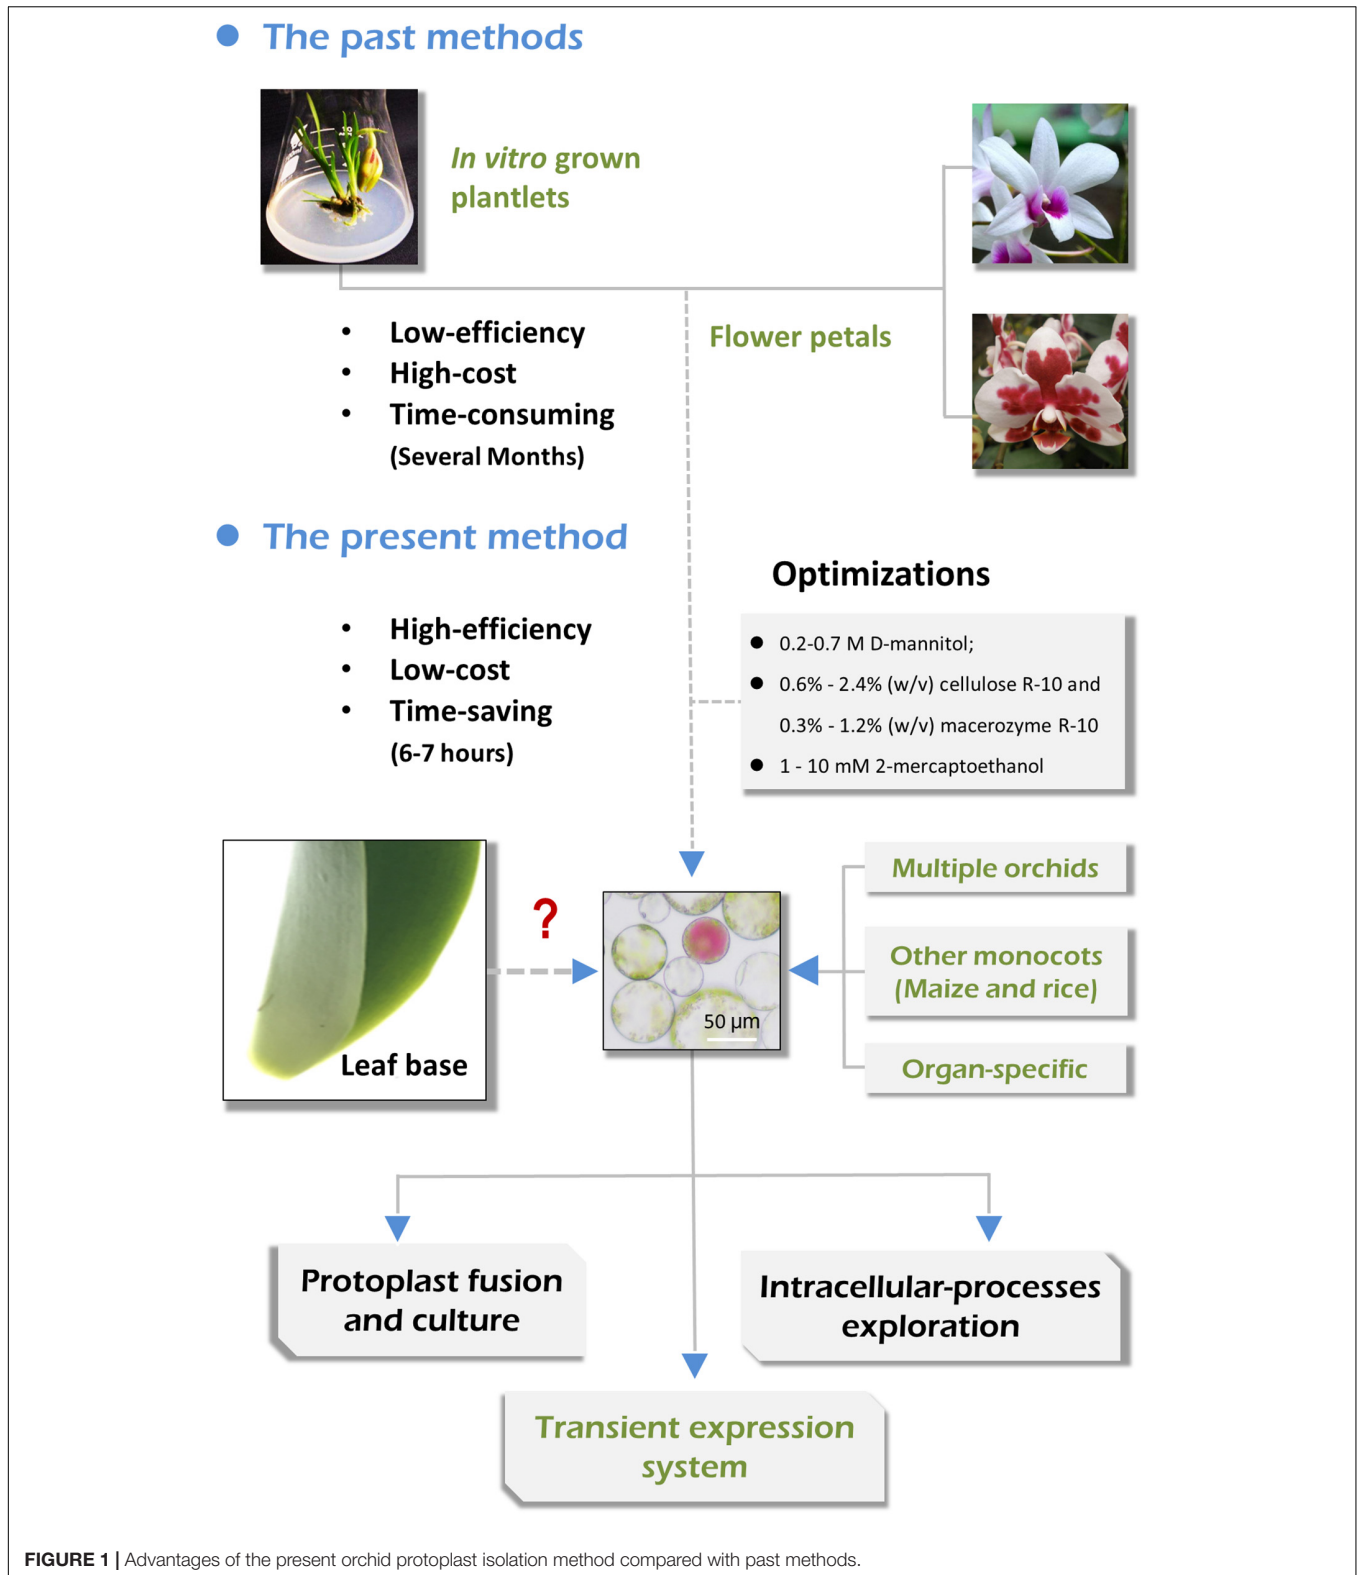 The past methods
In vitro grown
plantlets
Low-efficiency
High-cost
Time-consuming
(Several Months)
Flower petals
The present method
High-efficiency
Low-cost
Time-saving
(6-7 hours)
Optimizations
0.2-0.7 M D-mannitol;
0.6% - 2.4% (w/v) cellulose R-10 and
0.3% - 1.2% (w/v) macerozyme R-10
1 - 10 mM 2-mercaptoethanol
Leaf base
?
50 μm
Multiple orchids
Other monocots
(Maize and rice)
Organ-specific
Protoplast fusion
and culture
Intracellular-processes
exploration
Transient expression
system
FIGURE 1 | Advantages of the present orchid protoplast isolation method compared with past methods.